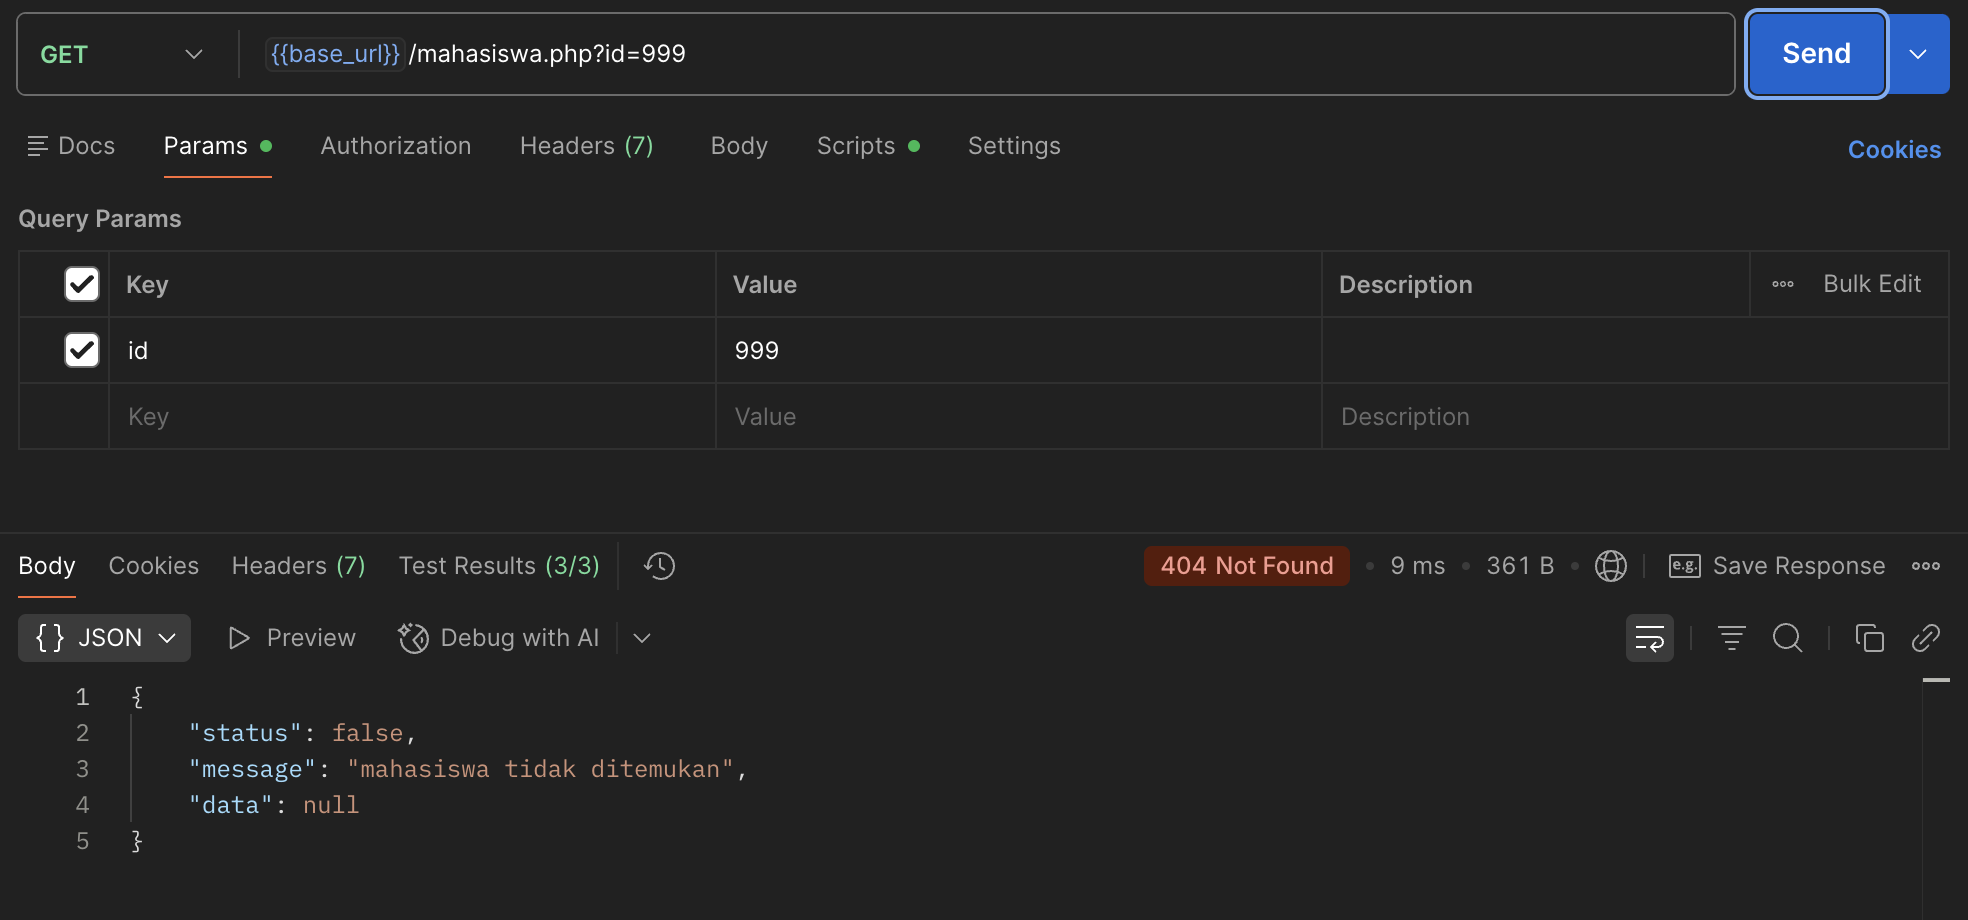 GET {{base_url}}/mahasiswa.php?id=999 Send
Docs Params Authorization Headers (7) Body Scripts Settings Cookies
Query Params
Key Value Description Bulk Edit
id 999
Key Value Description
Body Cookies Headers (7) Test Results (3/3) 404 Not Found • 9 ms • 361 B • e.g. Save Response
{} JSON Preview Debug with AI
1 {
2 "status": false,
3 "message": "mahasiswa tidak ditemukan",
4 "data": null
5 }